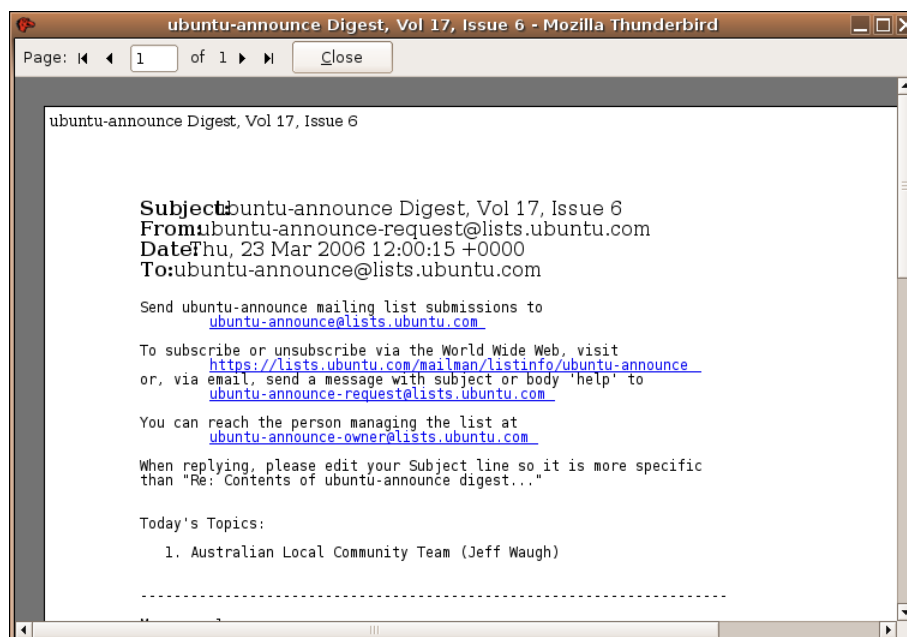 ubuntu-announce Digest, Vol 17, Issue 6 - Mozilla Thunderbird
Page: 1 of 1 Close
ubuntu-announce Digest, Vol 17, Issue 6
Subject:ubuntu-announce Digest, Vol 17, Issue 6
From:ubuntu-announce-request@lists.ubuntu.com
Date:Thu, 23 Mar 2006 12:00:15 +0000
To:ubuntu-announce@lists.ubuntu.com
Send ubuntu-announce mailing list submissions to
ubuntu-announce@lists.ubuntu.com
To subscribe or unsubscribe via the World Wide Web, visit
https://lists.ubuntu.com/mailman/listinfo/ubuntu-announce
or, via email, send a message with subject or body 'help' to
ubuntu-announce-request@lists.ubuntu.com
You can reach the person managing the list at
ubuntu-announce-owner@lists.ubuntu.com
When replying, please edit your Subject line so it is more specific
than "Re: Contents of ubuntu-announce digest..."
Today's Topics:
1. Australian Local Community Team (Jeff Waugh)
----------------------------------------------------------------------